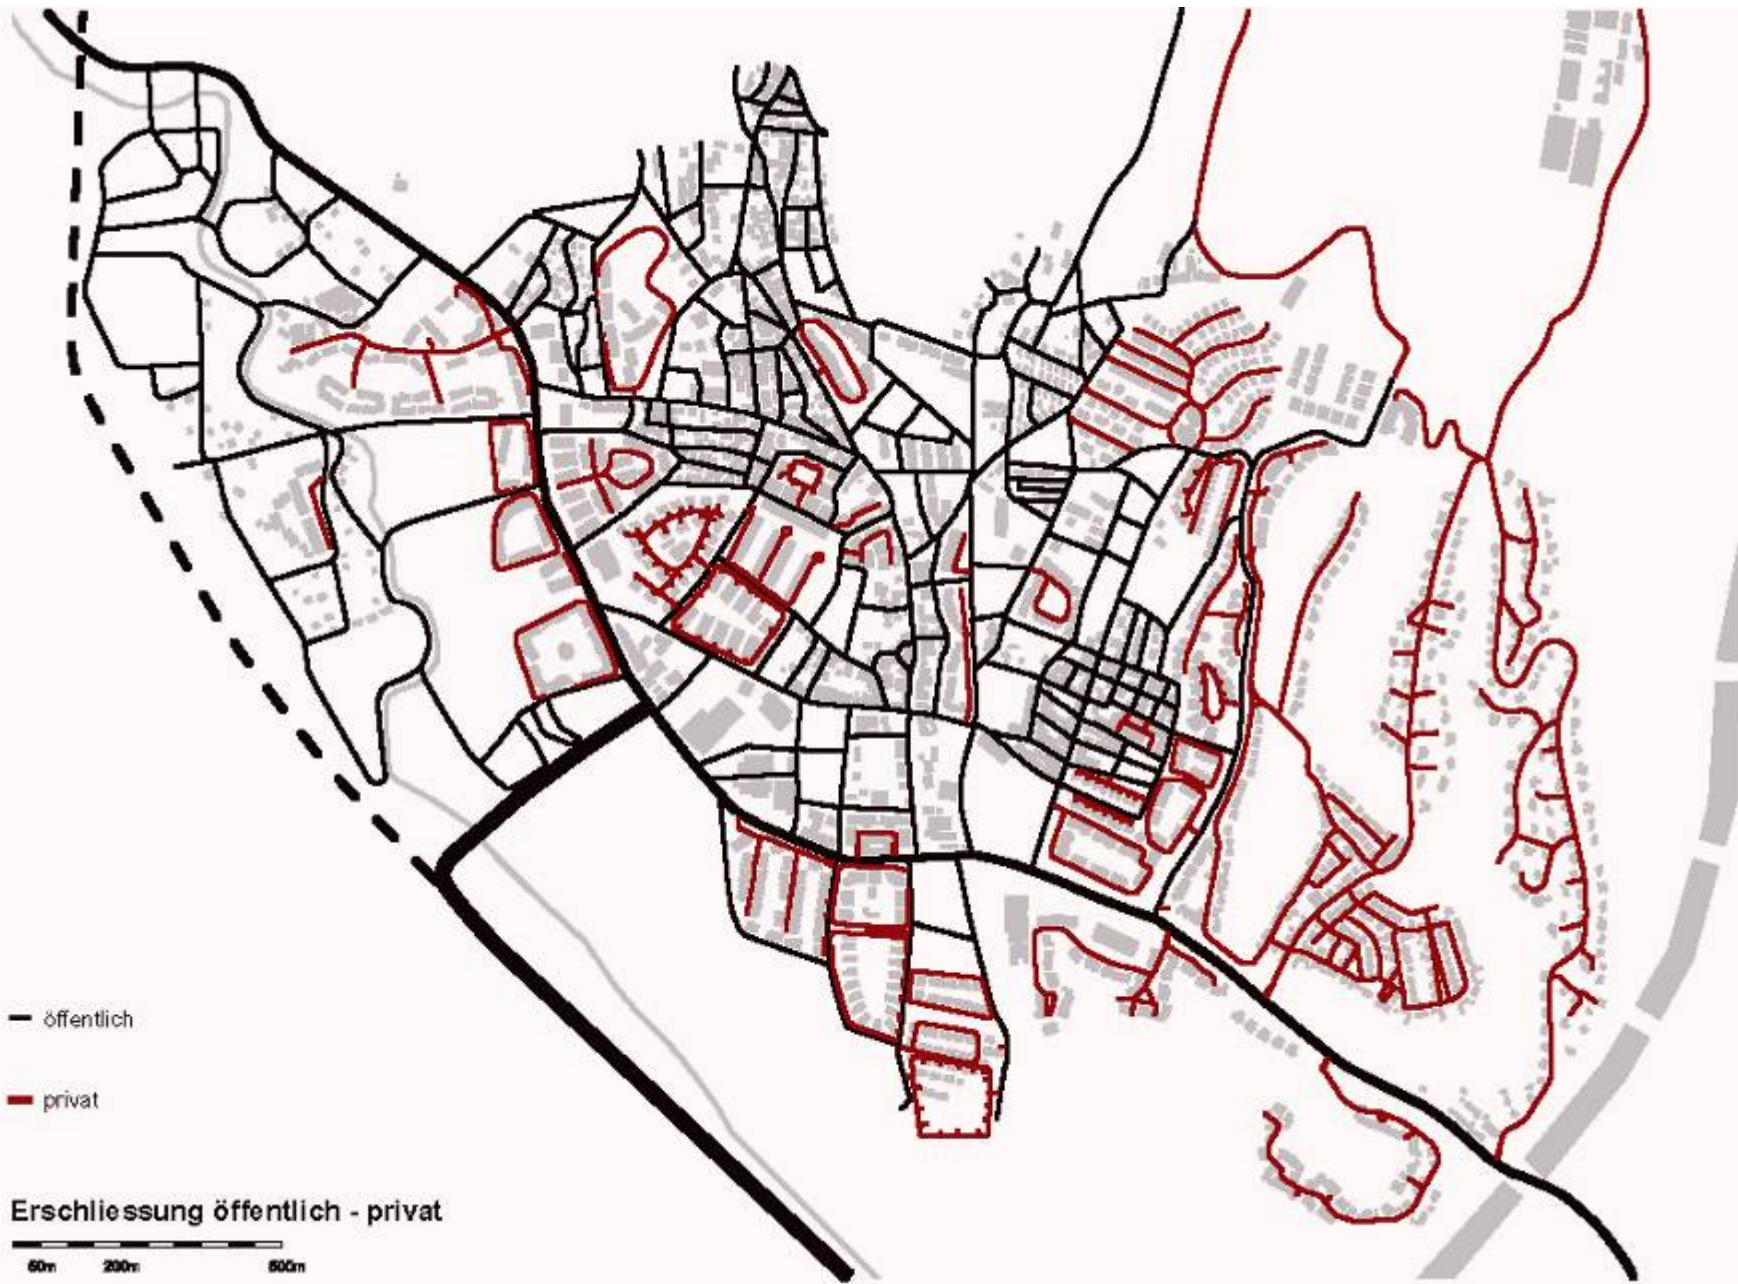 öffentlich
privat
Erschliessung öffentlich - privat
50m 200m 500m